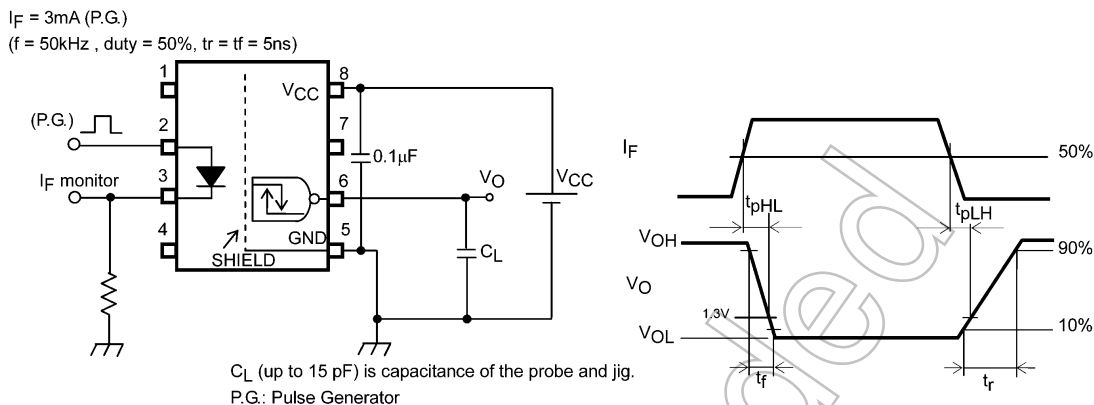 IF = 3mA (P.G.)
(f = 50kHz , duty = 50%, tr = tf = 5ns)
1
8
VCC
(P.G.)
2
7
0.1μF
IF monitor
3
6
VO
VCC
4
GND
5
SHIELD
CL
CL (up to 15 pF) is capacitance of the probe and jig.
P.G.: Pulse Generator
IF
50%
tpHL
tpLH
VOH
90%
VO
1.3V
VOL
10%
tf
tr